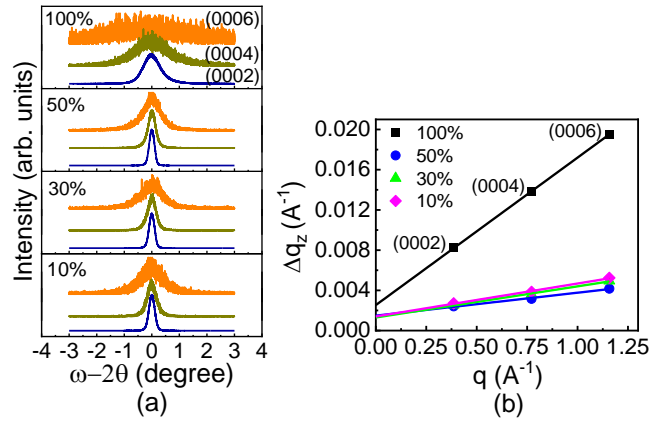 100%
(0006)
(0004)
(0002)
50%
30%
10%
Intensity (arb. units)
-4 -3 -2 -1 0 1 2 3 4
ω−2θ (degree)
(a)
0.020
0.016
0.012
0.008
0.004
0.000
Δq_z (A⁻¹)
100%
50%
30%
10%
(0006)
(0004)
(0002)
0.00 0.25 0.50 0.75 1.00 1.25
q (A⁻¹)
(b)